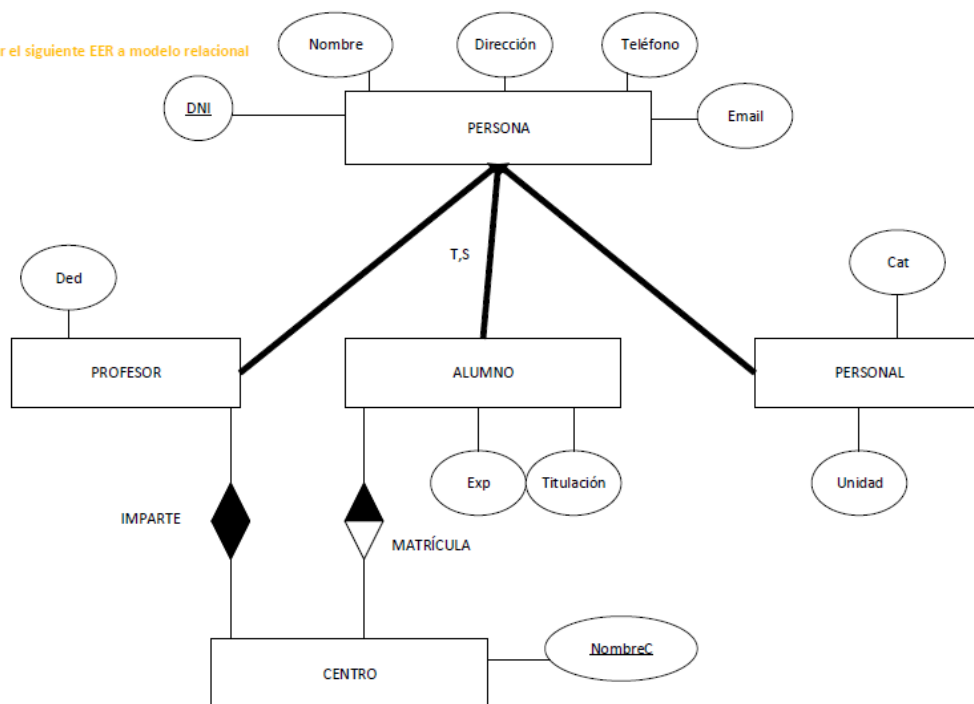 r el siguiente EER a modelo relacional
Nombre
Dirección
Teléfono
DNI
Email
PERSONA
T,S
Ded
Cat
PROFESOR
ALUMNO
PERSONAL
Exp
Titulación
Unidad
IMPARTE
MATRÍCULA
NombreC
CENTRO